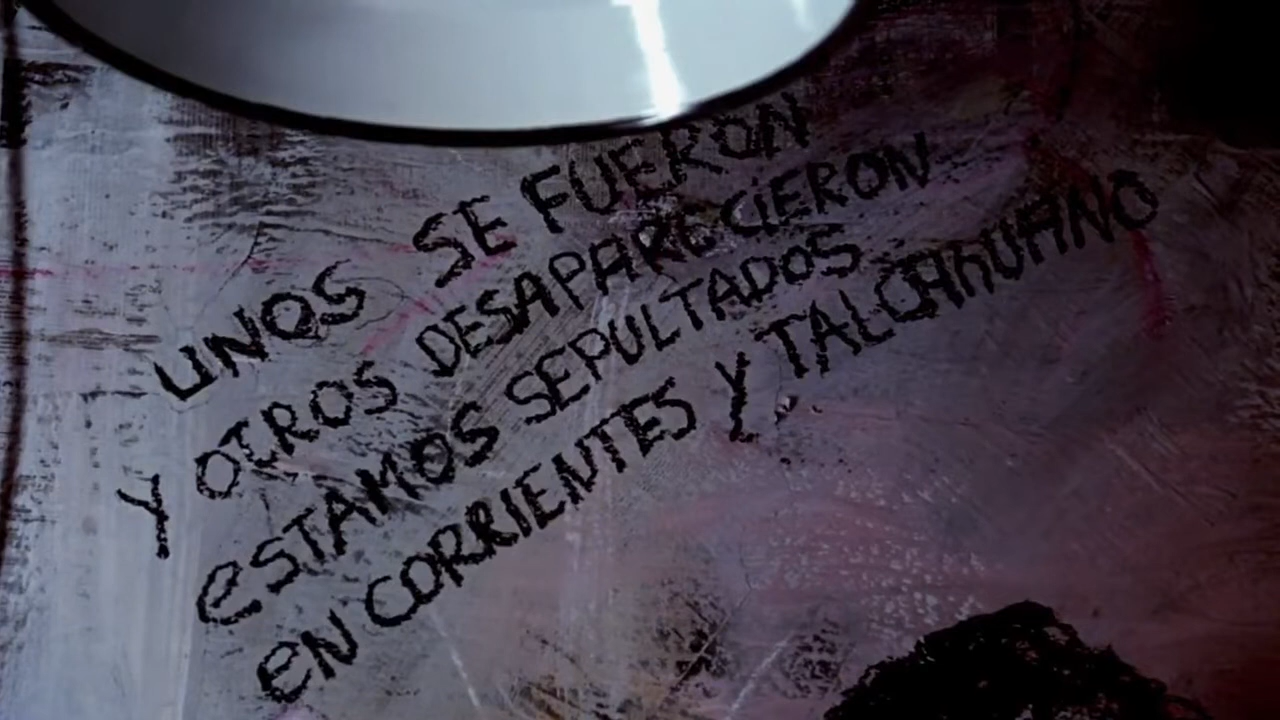 UNOS SE FUERON
Y OTROS DESAPARECIERON
ESTAMOS SEPULTADOS
EN CORRIENTES Y TALCAHUANO